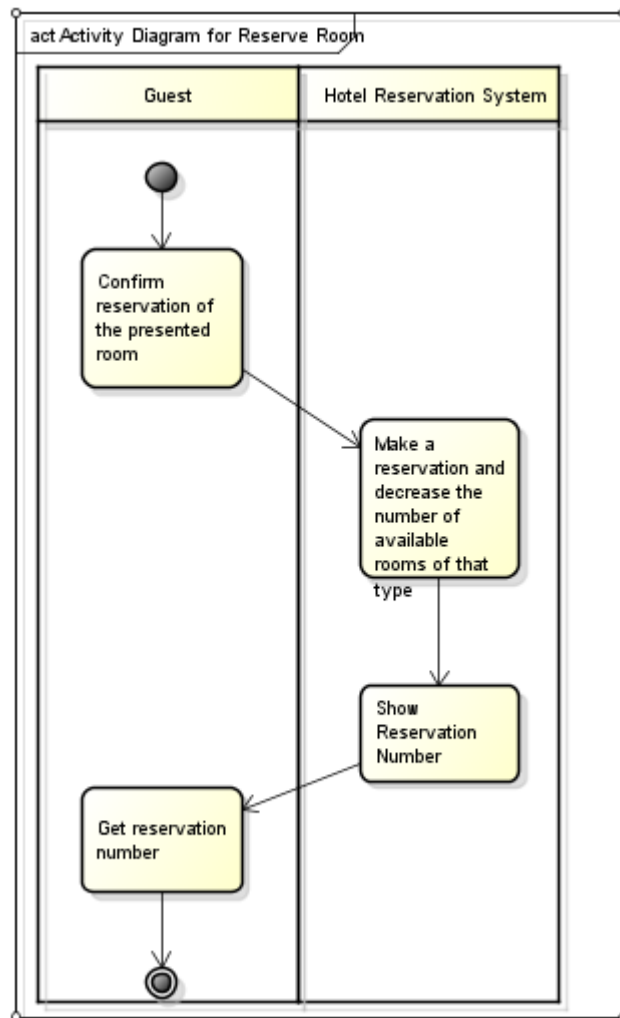 act Activity Diagram for Reserve Room
Guest
Hotel Reservation System
Confirm
reservation of
the presented
room
Make a
reservation and
decrease the
number of
available
rooms of that
type
Show
Reservation
Number
Get reservation
number